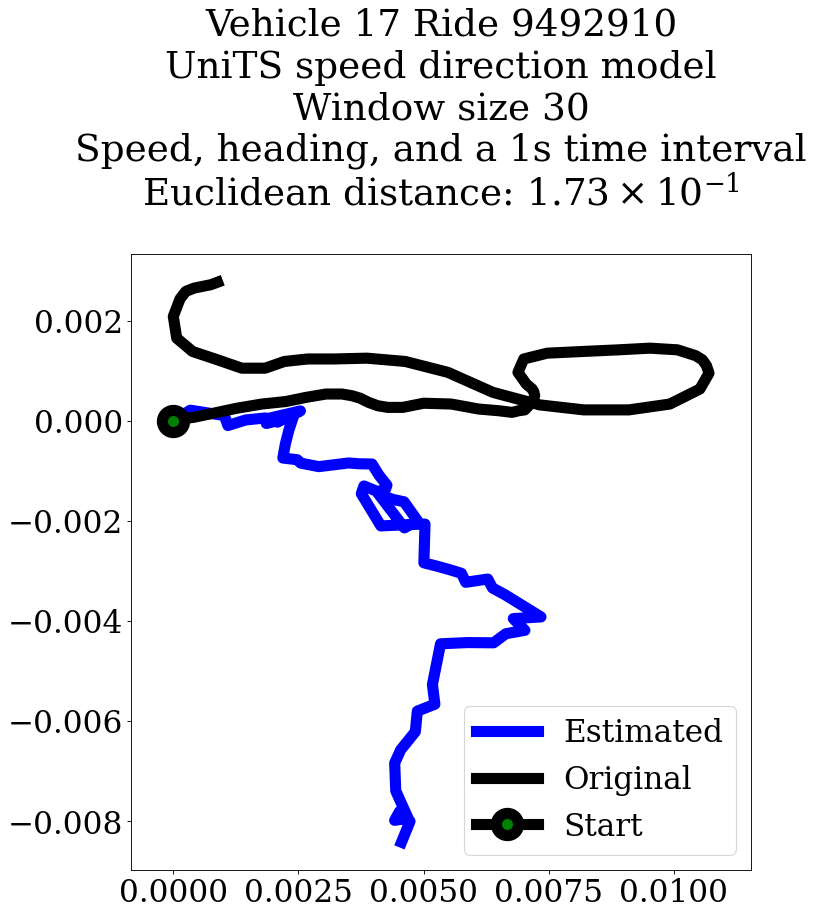 Vehicle 17 Ride 9492910
UniTS speed direction model
Window size 30
Speed, heading, and a 1s time interval
Euclidean distance: 1.73 × 10⁻¹
0.002
0.000
−0.002
−0.004
−0.006
−0.008
Estimated
Original
Start
0.0000 0.0025 0.0050 0.0075 0.0100